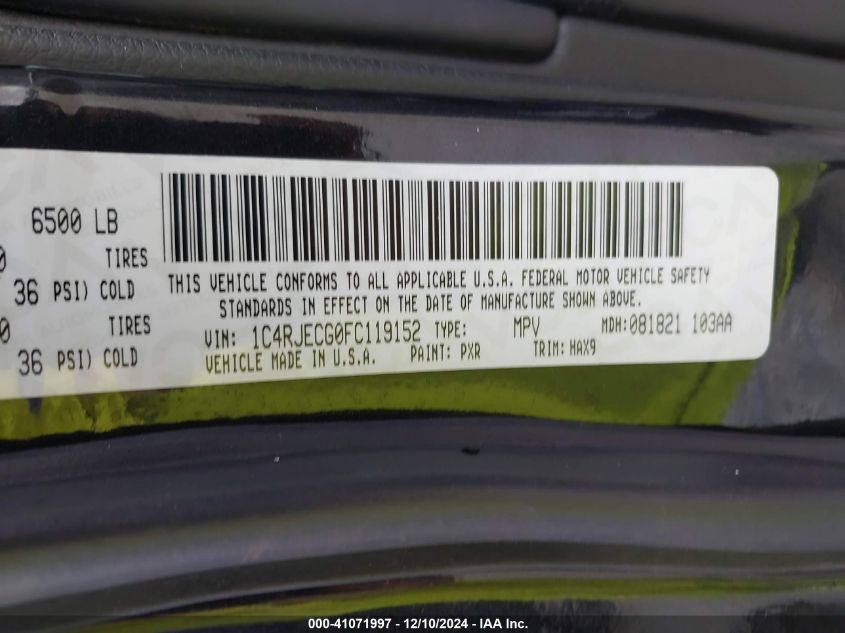 6500 LB
0 TIRES
36 PSI) COLD
0 TIRES
36 PSI) COLD
THIS VEHICLE CONFORMS TO ALL APPLICABLE U.S.A. FEDERAL MOTOR VEHICLE SAFETY
STANDARDS IN EFFECT ON THE DATE OF MANUFACTURE SHOWN ABOVE.
VIN: 1C4RJECG0FC119152 TYPE: MPV MDH:081821 103AA
VEHICLE MADE IN U.S.A. PAINT: PXR TRIM: HAX9
000-41071997 - 12/10/2024 - IAA Inc.